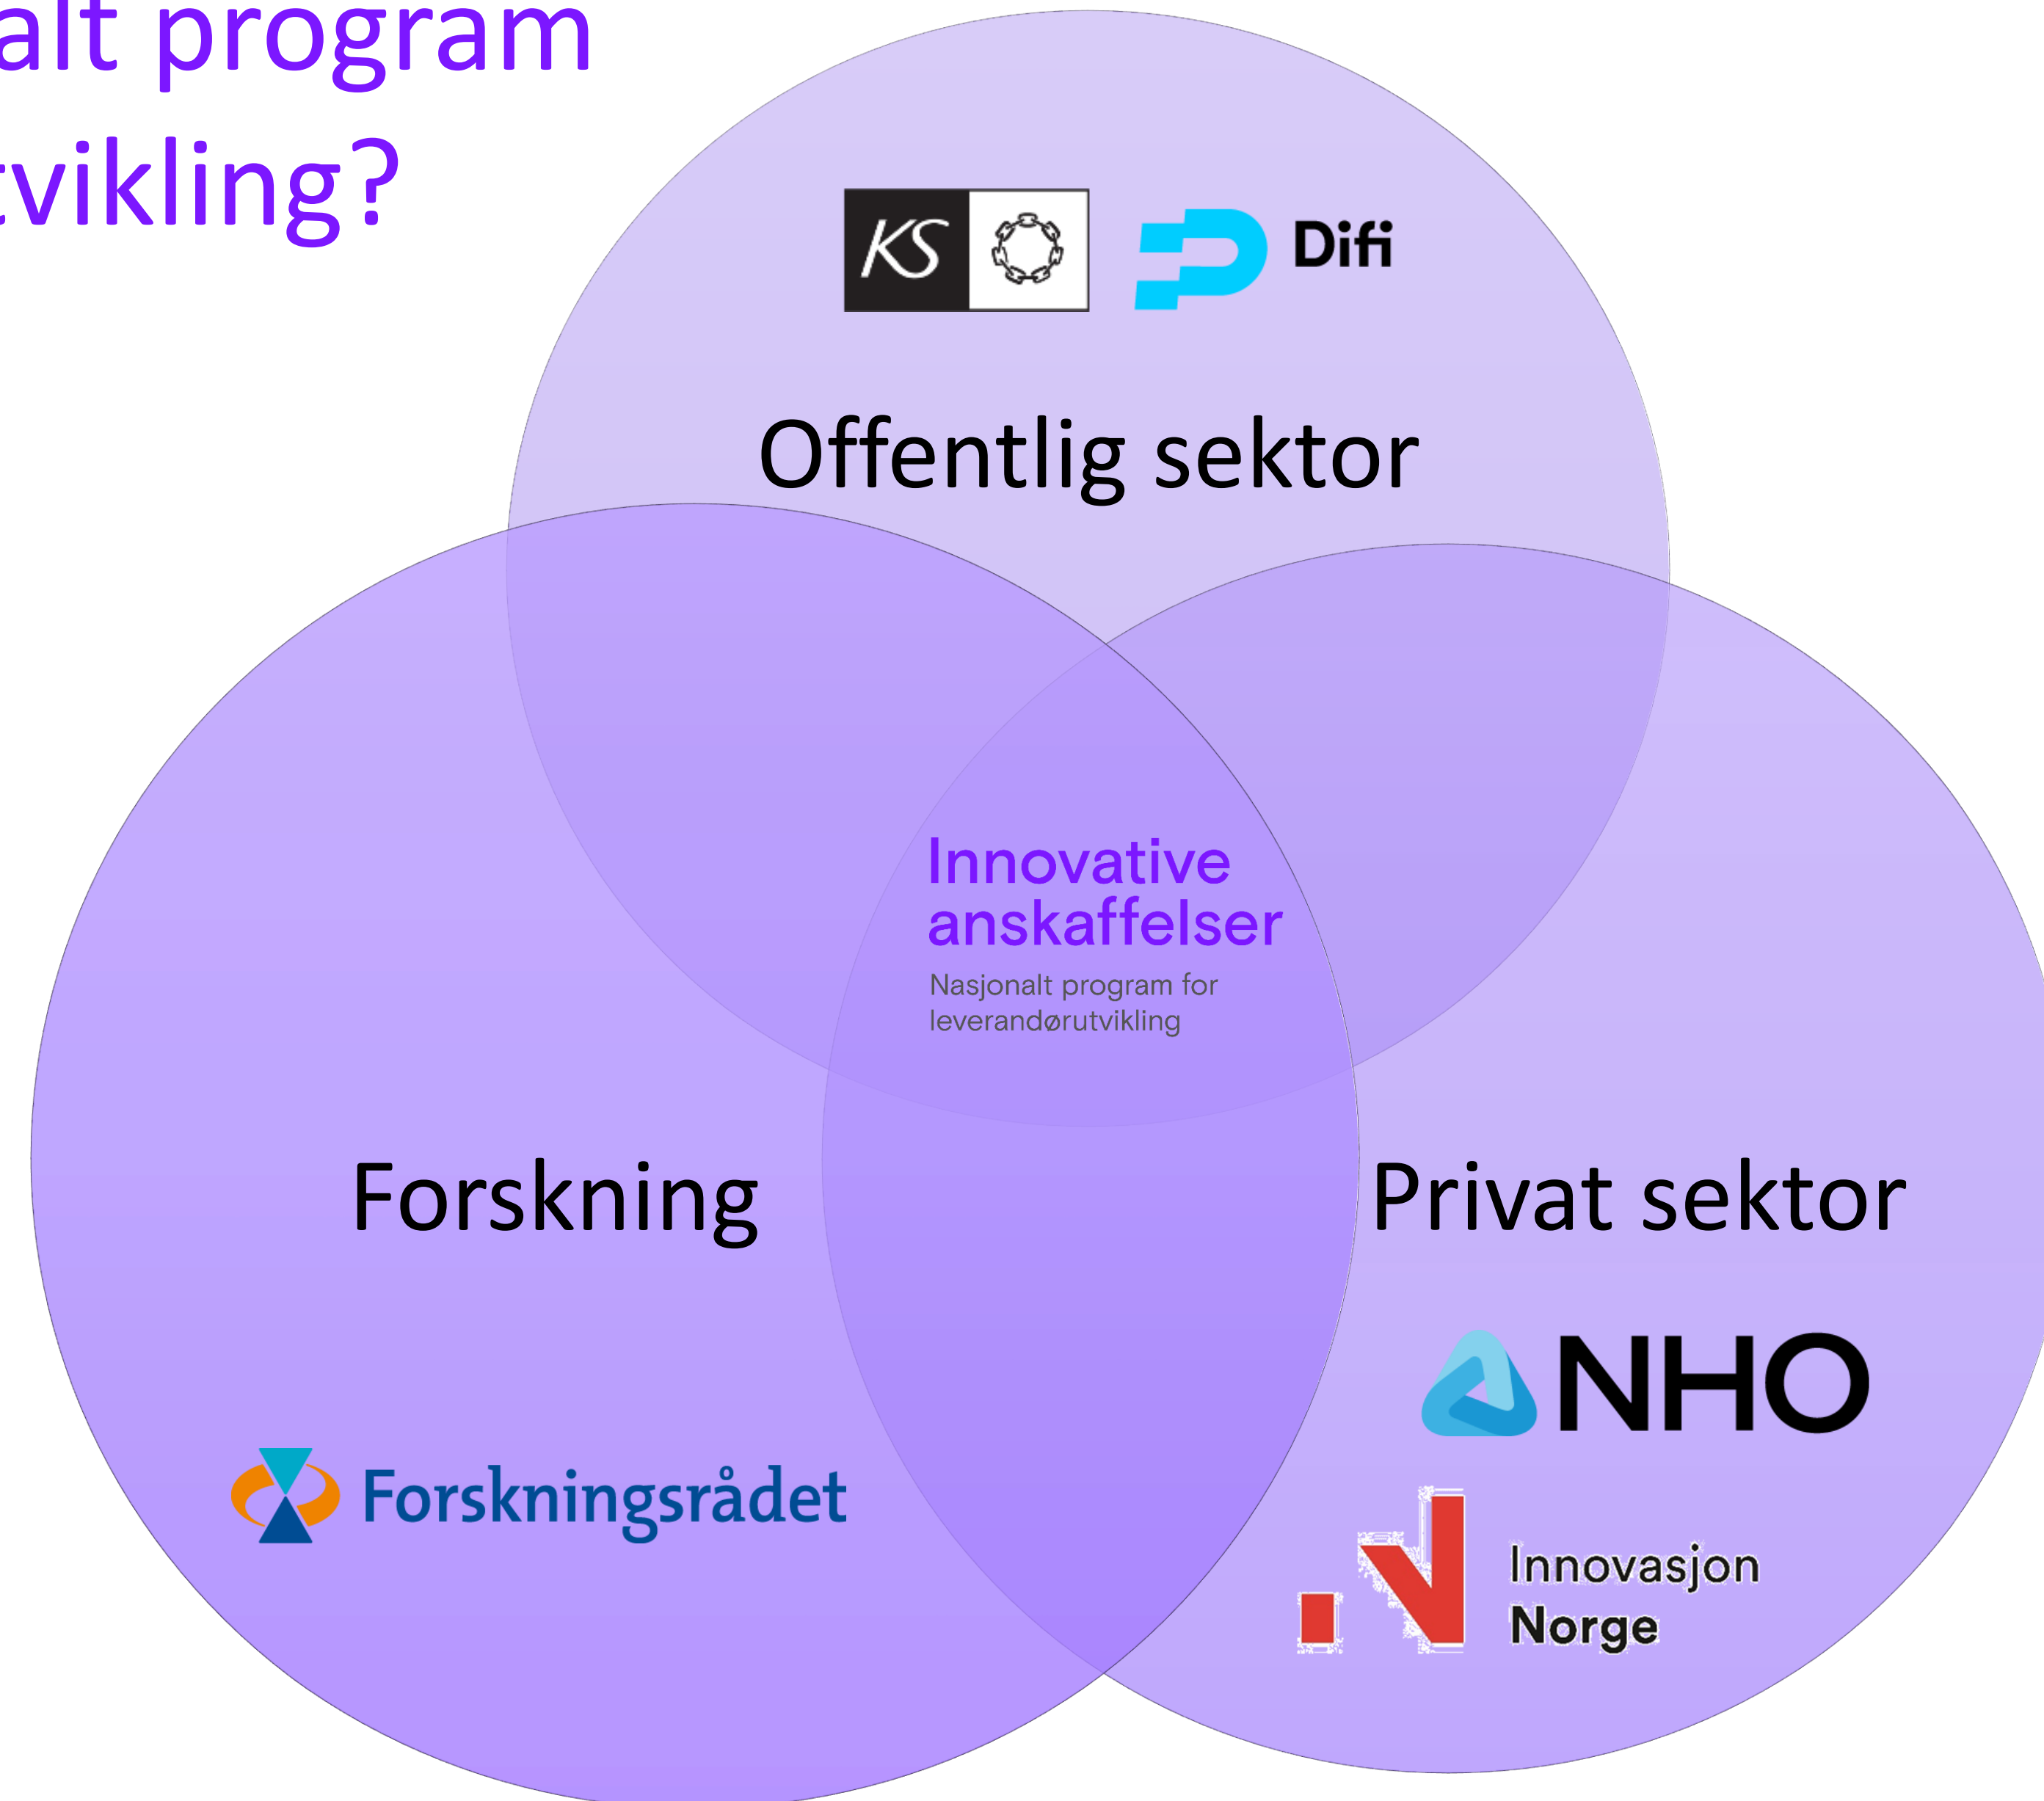 alt program
tvikling?
KS
Difi
Offentlig sektor
Innovative
anskaffelser
Nasjonalt program for
leverandørutvikling
Forskning
Privat sektor
NHO
Forskningsrådet
Innovasjon
Norge